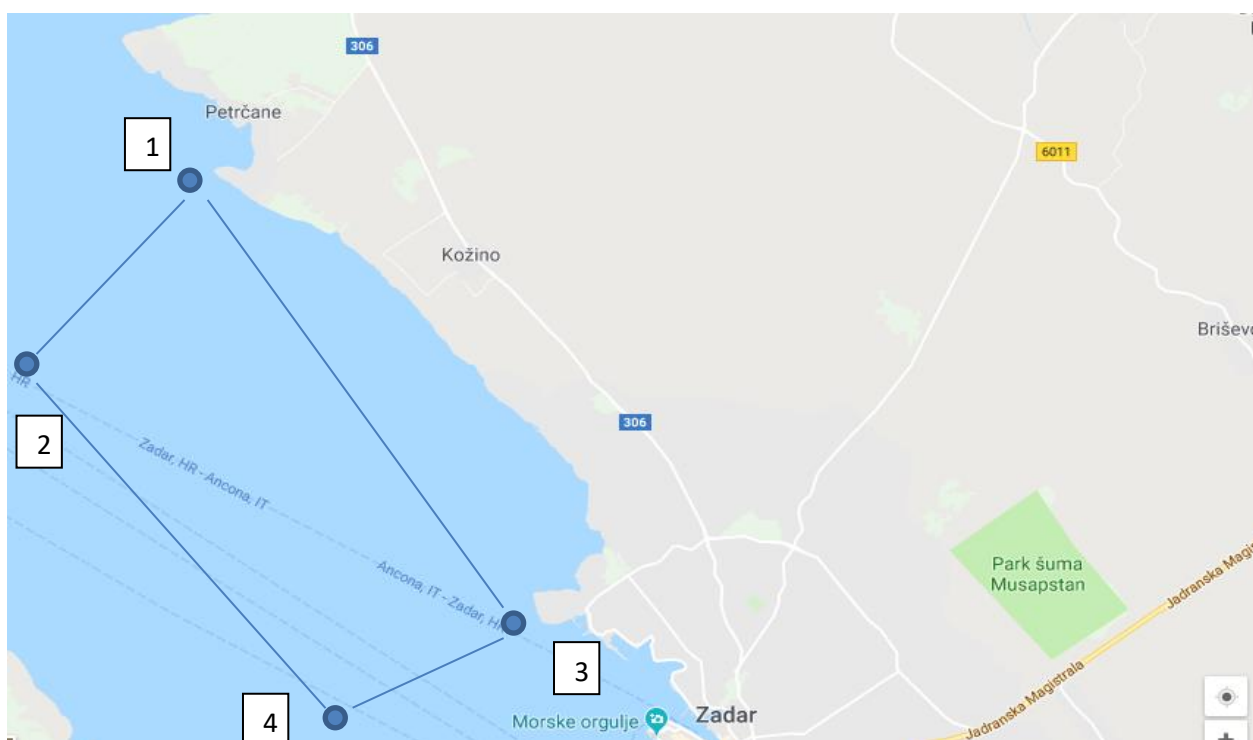 306
Petrčane
1
6011
Kožino
Briševo
HR
306
2
Zadar, HR - Ancona, IT
Park šuma
Musapstan
Ancona, IT - Zadar, HR
Jadranska Magis
3
4
Morske orgulje
Zadar
Jadranska Magistrala